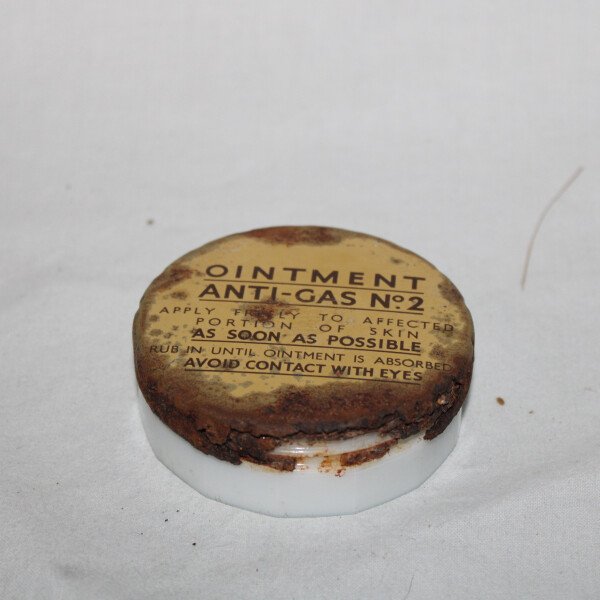 OINTMENT
ANTI-GAS Nº2
APPLY FREELY TO AFFECTED
PORTION OF SKIN
AS SOON AS POSSIBLE
RUB IN UNTIL OINTMENT IS ABSORBED
AVOID CONTACT WITH EYES